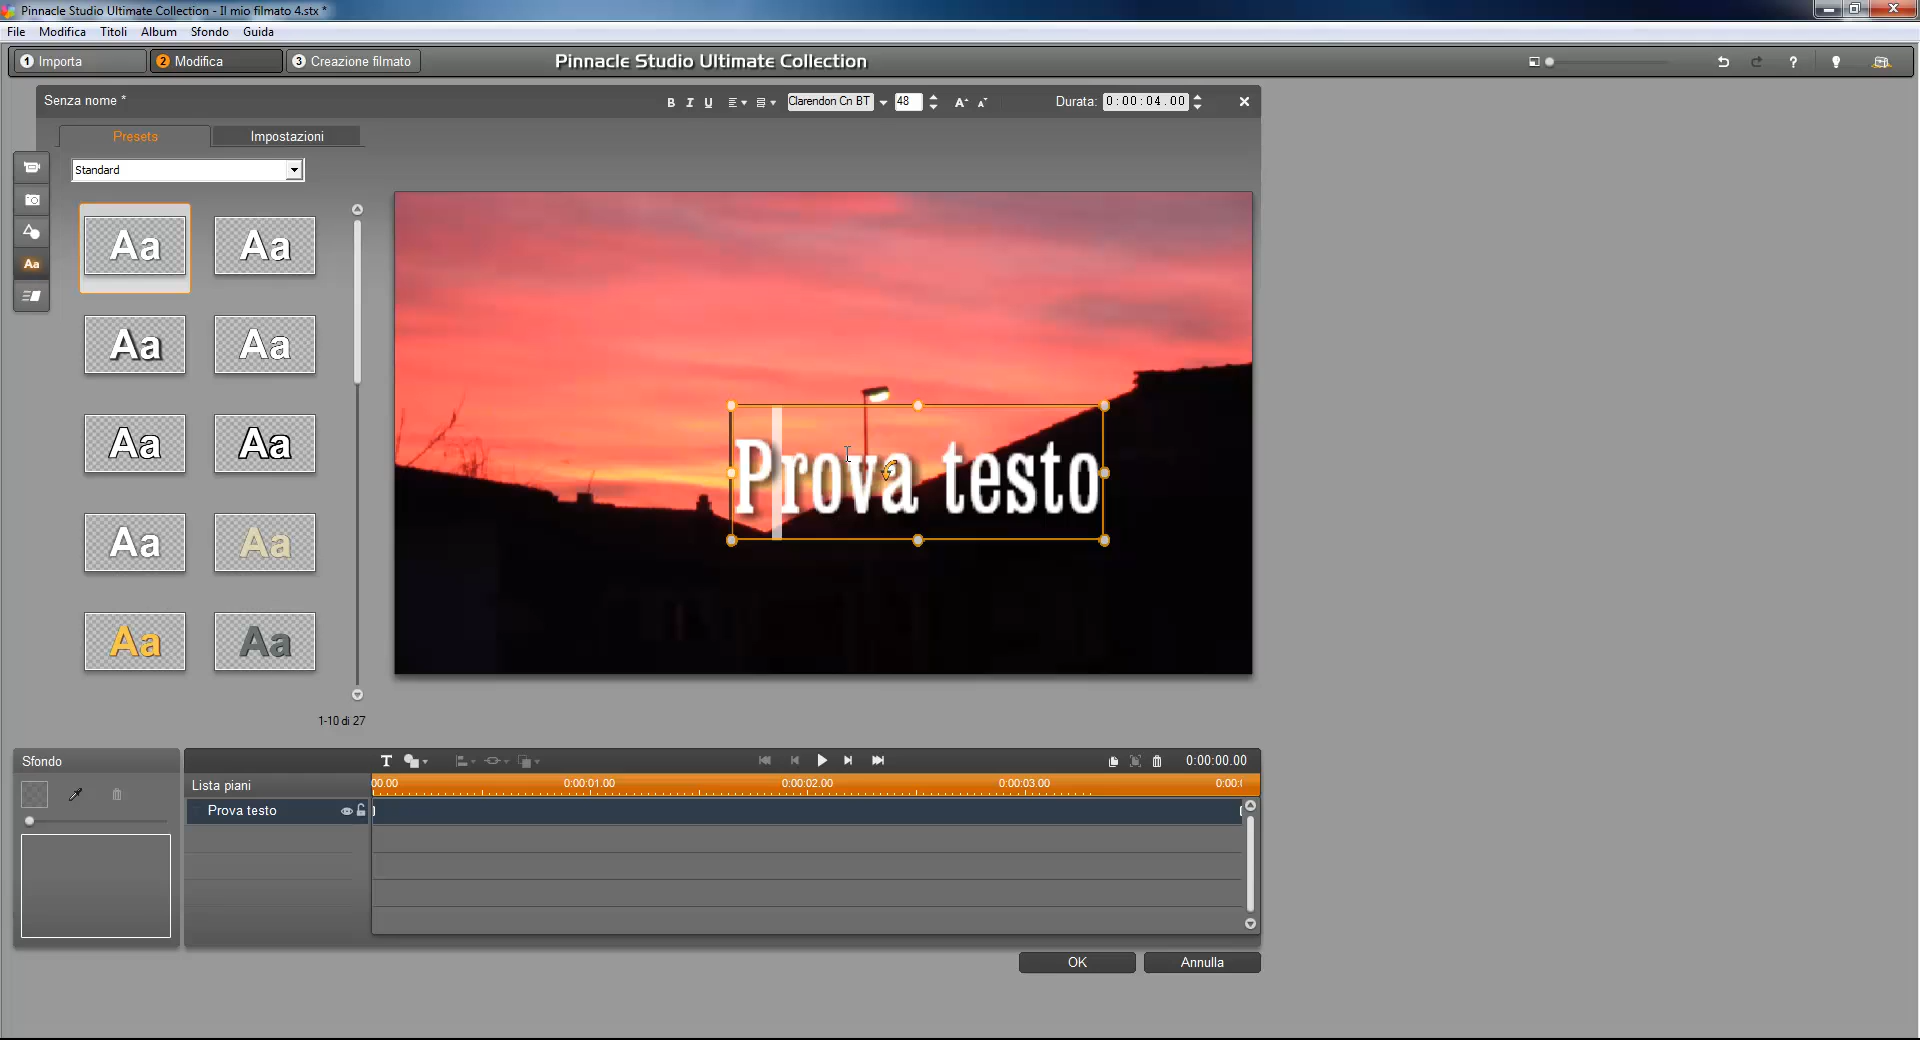 Pinnacle Studio Ultimate Collection - Il mio filmato 4.stx *
File Modifica Titoli Album Sfondo Guida
1 Importa 2 Modifica 3 Creazione filmato Pinnacle Studio Ultimate Collection ?
Senza nome * B I U Clarendon Cn BT 48 A A Durata: 0:00:04.00
Presets Impostazioni
Standard
Aa Aa
Aa
Aa Aa
Aa Aa
Prova testo
Aa Aa
Aa Aa
1-10 di 27
Sfondo T 0:00:00.00
Lista piani 00.00 0:00:01.00 0:00:02.00 0:00:03.00 0:00:
Prova testo
OK Annulla